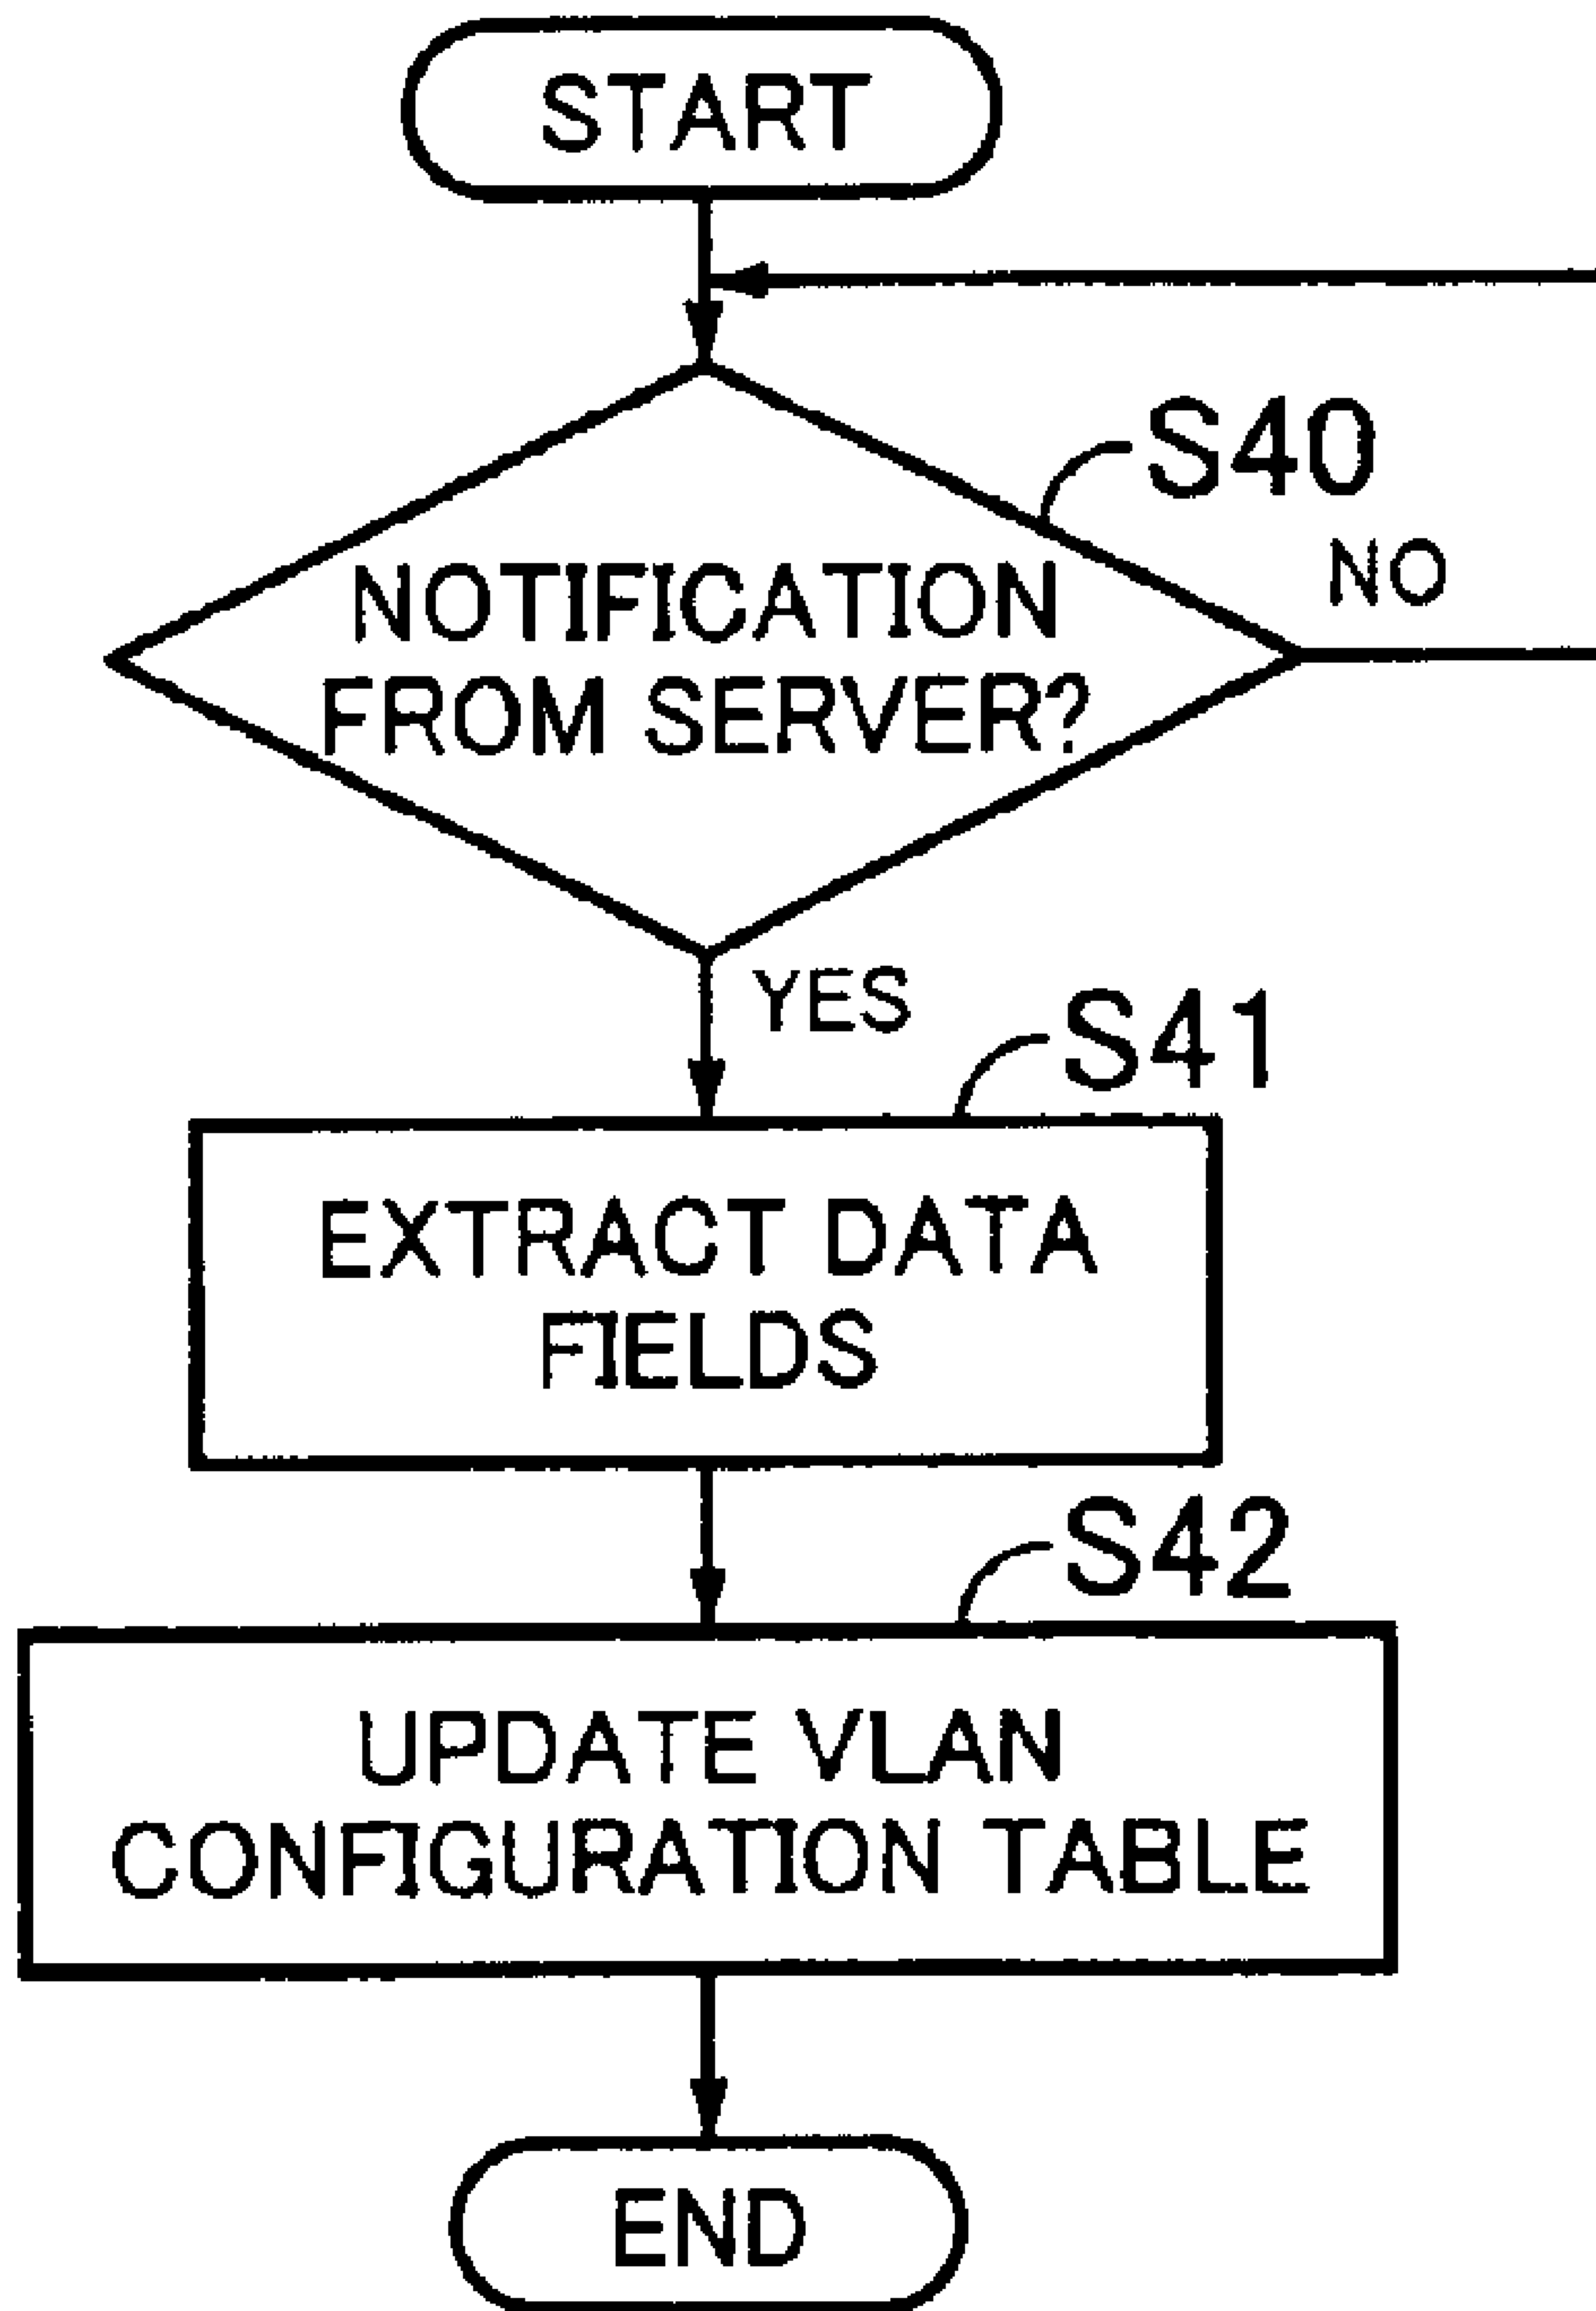 START
S40
NOTIFICATION
FROM SERVER?
NO
YES
S41
EXTRACT DATA
FIELDS
S42
UPDATE VLAN
CONFIGURATION TABLE
END